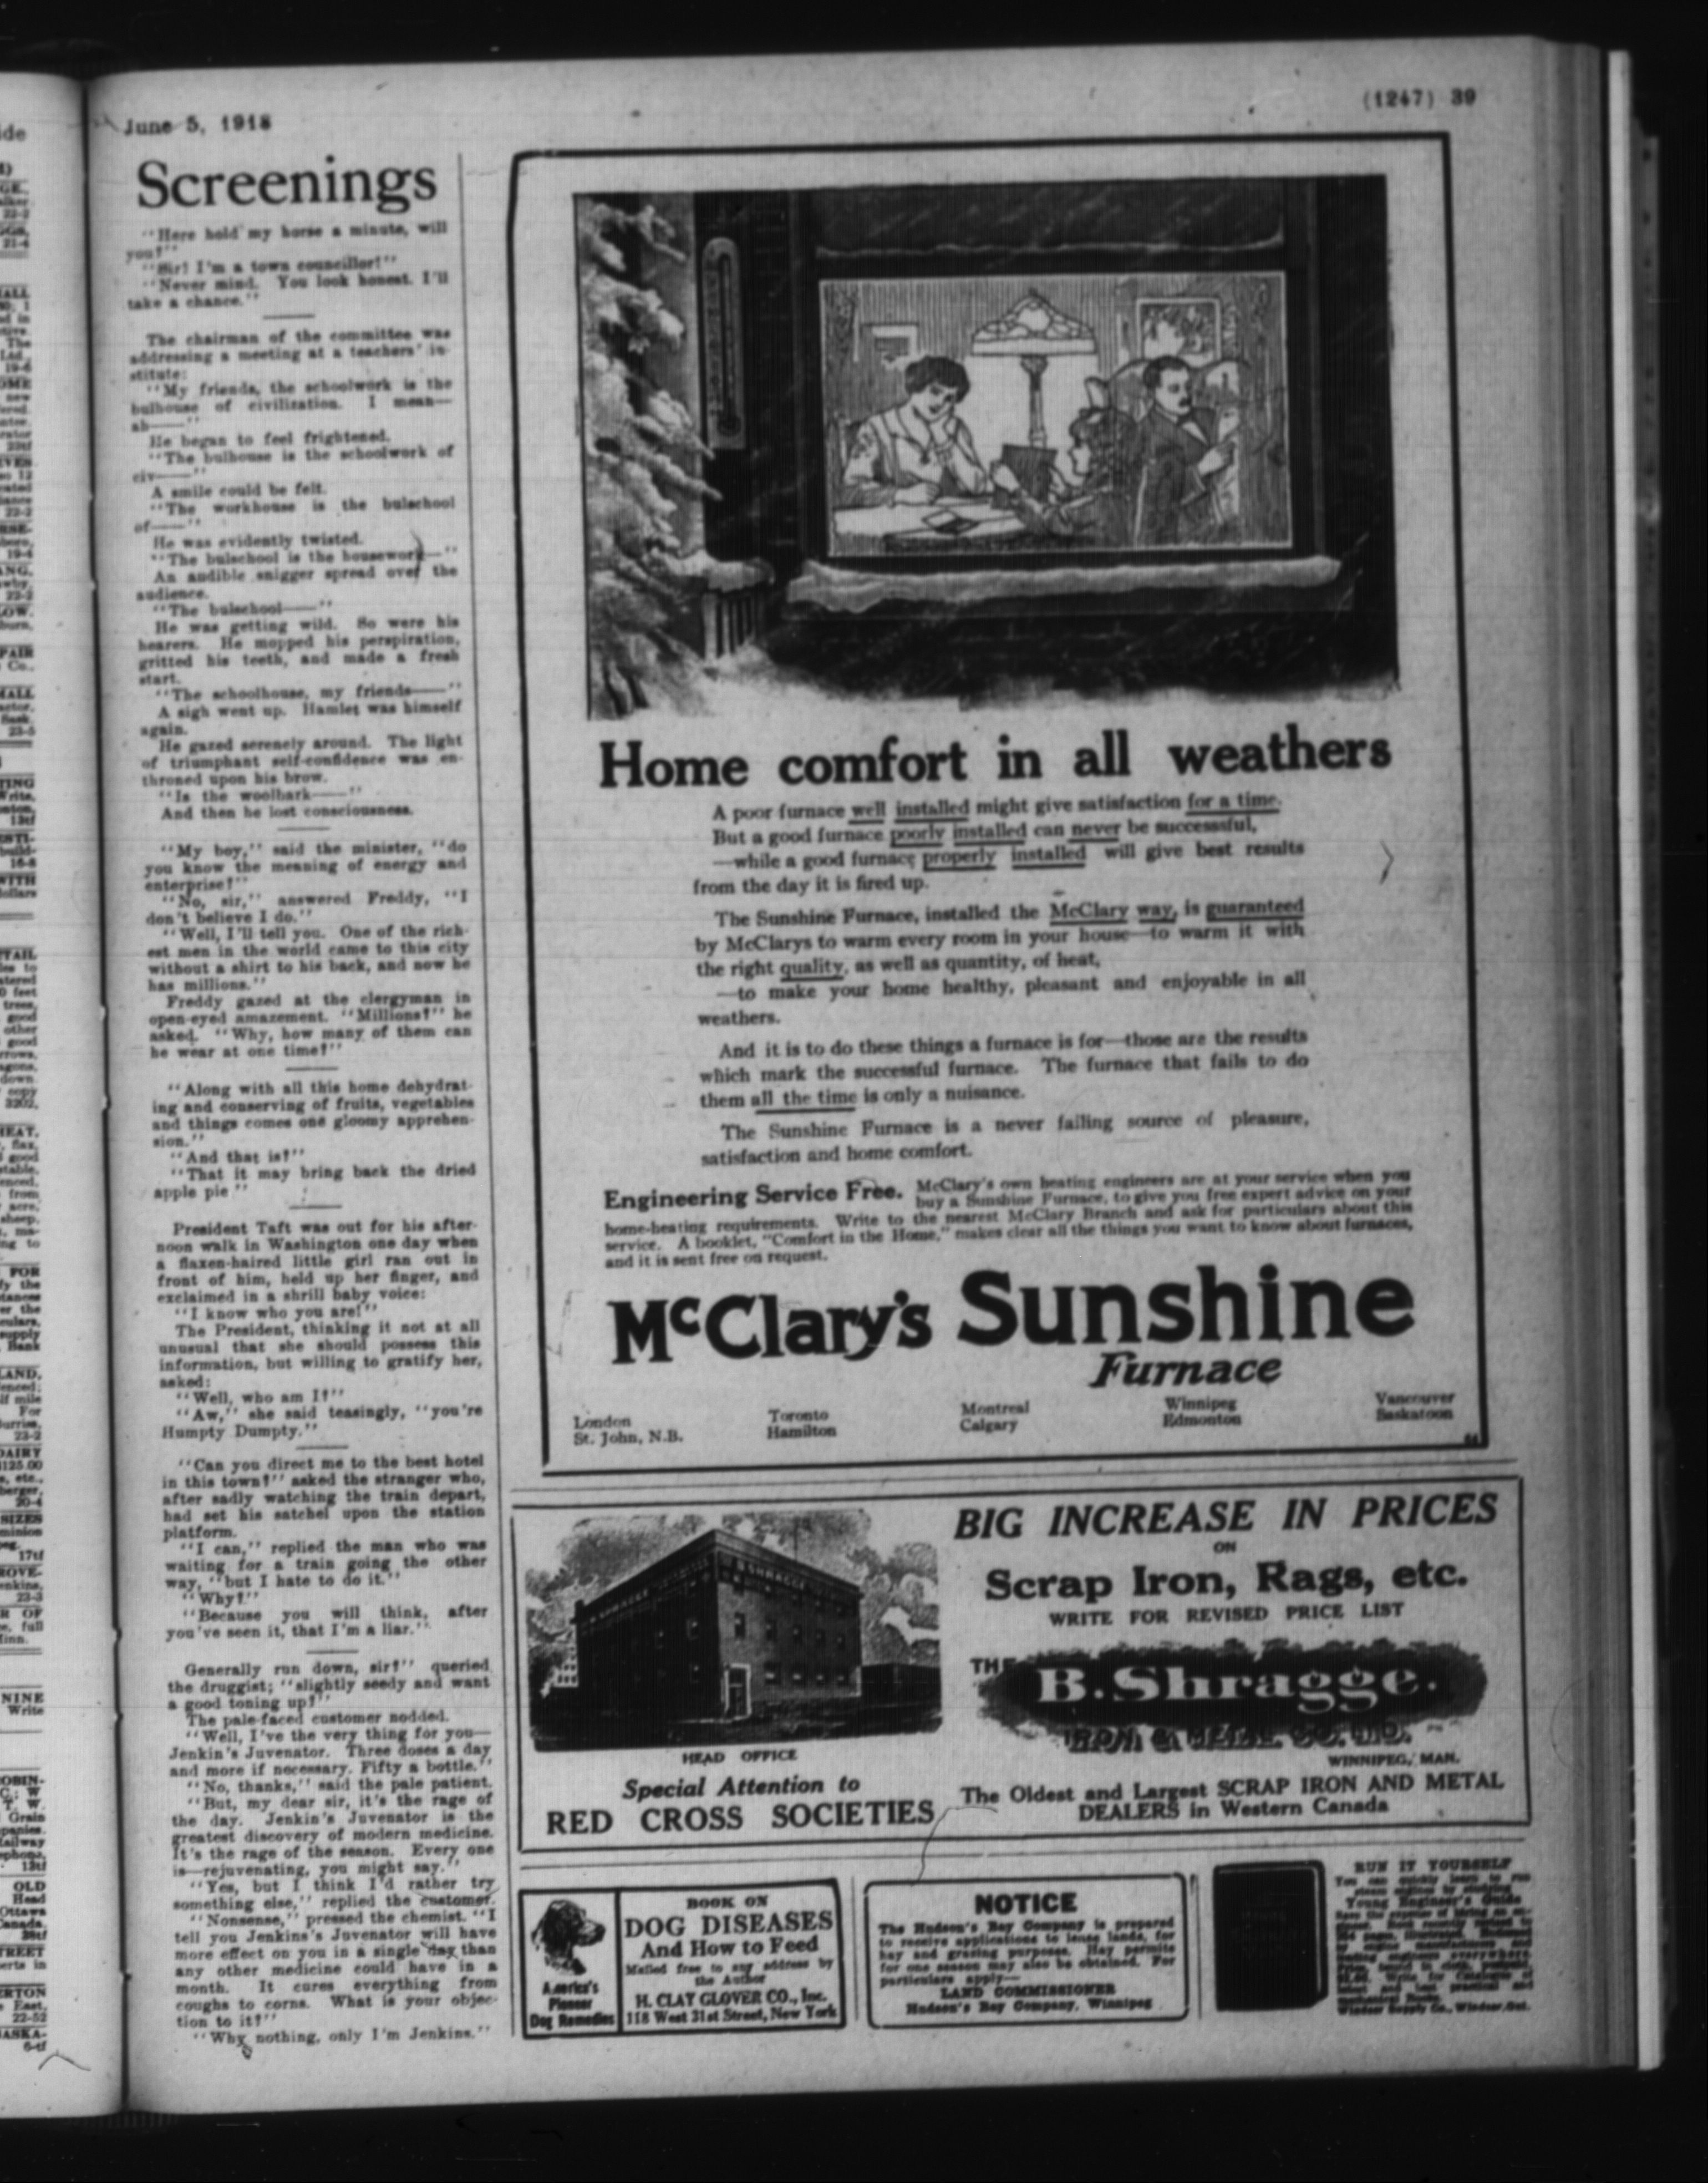 June 5, 1918
(1247) 39
Screenings
"Here hold my horse a minute, will
you?"
"Sir! I'm a town councillor!"
"Never mind. You look honest. I'll
take a chance."
The chairman of the committee was
addressing a meeting at a teachers' in-
stitute:
"My friends, the schoolwork is the
bulhouse of civilization. I mean—
ah——"
He began to feel frightened.
"The bulhouse is the schoolwork of
civ——"
A smile could be felt.
"The workhouse is the bulschool
of——"
He was evidently twisted.
"The bulschool is the housework—"
An audible snigger spread over the
audience.
"The bulschool——"
He was getting wild. So were his
hearers. He mopped his perspiration,
gritted his teeth, and made a fresh
start.
"The schoolhouse, my friends——"
A sigh went up. Hamlet was himself
again.
He gazed serenely around. The light
of triumphant self-confidence was en-
throned upon his brow.
"Is the woolbark——"
And then he lost consciousness.
"My boy," said the minister, "do
you know the meaning of energy and
enterprise?"
"No, sir," answered Freddy, "I
don't believe I do."
"Well, I'll tell you. One of the rich-
est men in the world came to this city
without a shirt to his back, and now he
has millions."
Freddy gazed at the clergyman in
open-eyed amazement. "Millions?" he
asked. "Why, how many of them can
he wear at one time?"
"Along with all this home dehydrat-
ing and conserving of fruits, vegetables
and things comes one gloomy apprehen-
sion."
"And that is?"
"That it may bring back the dried
apple pie"
President Taft was out for his after-
noon walk in Washington one day when
a flaxen-haired little girl ran out in
front of him, held up her finger, and
exclaimed in a shrill baby voice:
"I know who you are!"
The President, thinking it not at all
unusual that she should possess this
information, but willing to gratify her,
asked:
"Well, who am I?"
"Aw," she said teasingly, "you're
Humpty Dumpty."
"Can you direct me to the best hotel
in this town?" asked the stranger who,
after sadly watching the train depart,
had set his satchel upon the station
platform.
"I can," replied the man who was
waiting for a train going the other
way, "but I hate to do it."
"Why?"
"Because you will think, after
you've seen it, that I'm a liar."
Generally run down, sir?" queried
the druggist; "slightly seedy and want
a good toning up?"
The pale-faced customer nodded.
"Well, I've the very thing for you—
Jenkin's Juvenator. Three doses a day
and more if necessary. Fifty a bottle."
"No, thanks," said the pale patient.
"But, my dear sir, it's the rage of
the day. Jenkin's Juvenator is the
greatest discovery of modern medicine.
It's the rage of the season. Every one
is—rejuvenating, you might say."
"Yes, but I think I'd rather try
something else," replied the customer.
"Nonsense," pressed the chemist. "I
tell you Jenkins's Juvenator will have
more effect on you in a single day than
any other medicine could have in a
month. It cures everything from
coughs to corns. What is your objec-
tion to it?"
"Why nothing, only I'm Jenkins."
Home comfort in all weathers
A poor furnace well installed might give satisfaction for a time.
But a good furnace poorly installed can never be successsful,
—while a good furnace properly installed will give best results
from the day it is fired up.
The Sunshine Furnace, installed the McClary way, is guaranteed
by McClarys to warm every room in your house—to warm it with
the right quality, as well as quantity, of heat,
—to make your home healthy, pleasant and enjoyable in all
weathers.
And it is to do these things a furnace is for—those are the results
which mark the successful furnace. The furnace that fails to do
them all the time is only a nuisance.
The Sunshine Furnace is a never failing source of pleasure,
satisfaction and home comfort.
Engineering Service Free. McClary's own heating engineers are at your service when you
buy a Sunshine Furnace, to give you free expert advice on your
home-heating requirements. Write to the nearest McClary Branch and ask for particulars about this
service. A booklet, "Comfort in the Home," makes clear all the things you want to know about furnaces,
and it is sent free on request.
McClary's Sunshine
Furnace
London Toronto Montreal Winnipeg Vancouver
St. John, N.B. Hamilton Calgary Edmonton Saskatoon
BIG INCREASE IN PRICES
ON
Scrap Iron, Rags, etc.
WRITE FOR REVISED PRICE LIST
THE
B. Shragge.
IRON & METAL CO. LTD.
WINNIPEG, MAN.
The Oldest and Largest SCRAP IRON AND METAL
DEALERS in Western Canada
HEAD OFFICE
Special Attention to
RED CROSS SOCIETIES
America's
Pioneer
Dog Remedies
BOOK ON
DOG DISEASES
And How to Feed
Mailed free to any address by
the Author
H. CLAY GLOVER CO., Inc.
118 West 31st Street, New York
NOTICE
The Hudson's Bay Company is prepared
to receive applications to lease lands, for
hay and grazing purposes. Hay permits
for one season may also be obtained. For
particulars apply—
LAND COMMISSIONER
Hudson's Bay Company, Winnipeg
RUN IT YOURSELF
You can quickly learn to run
steam engines by studying
Young Engineer's Guide
Windsor Supply Co., Windsor, Ont.